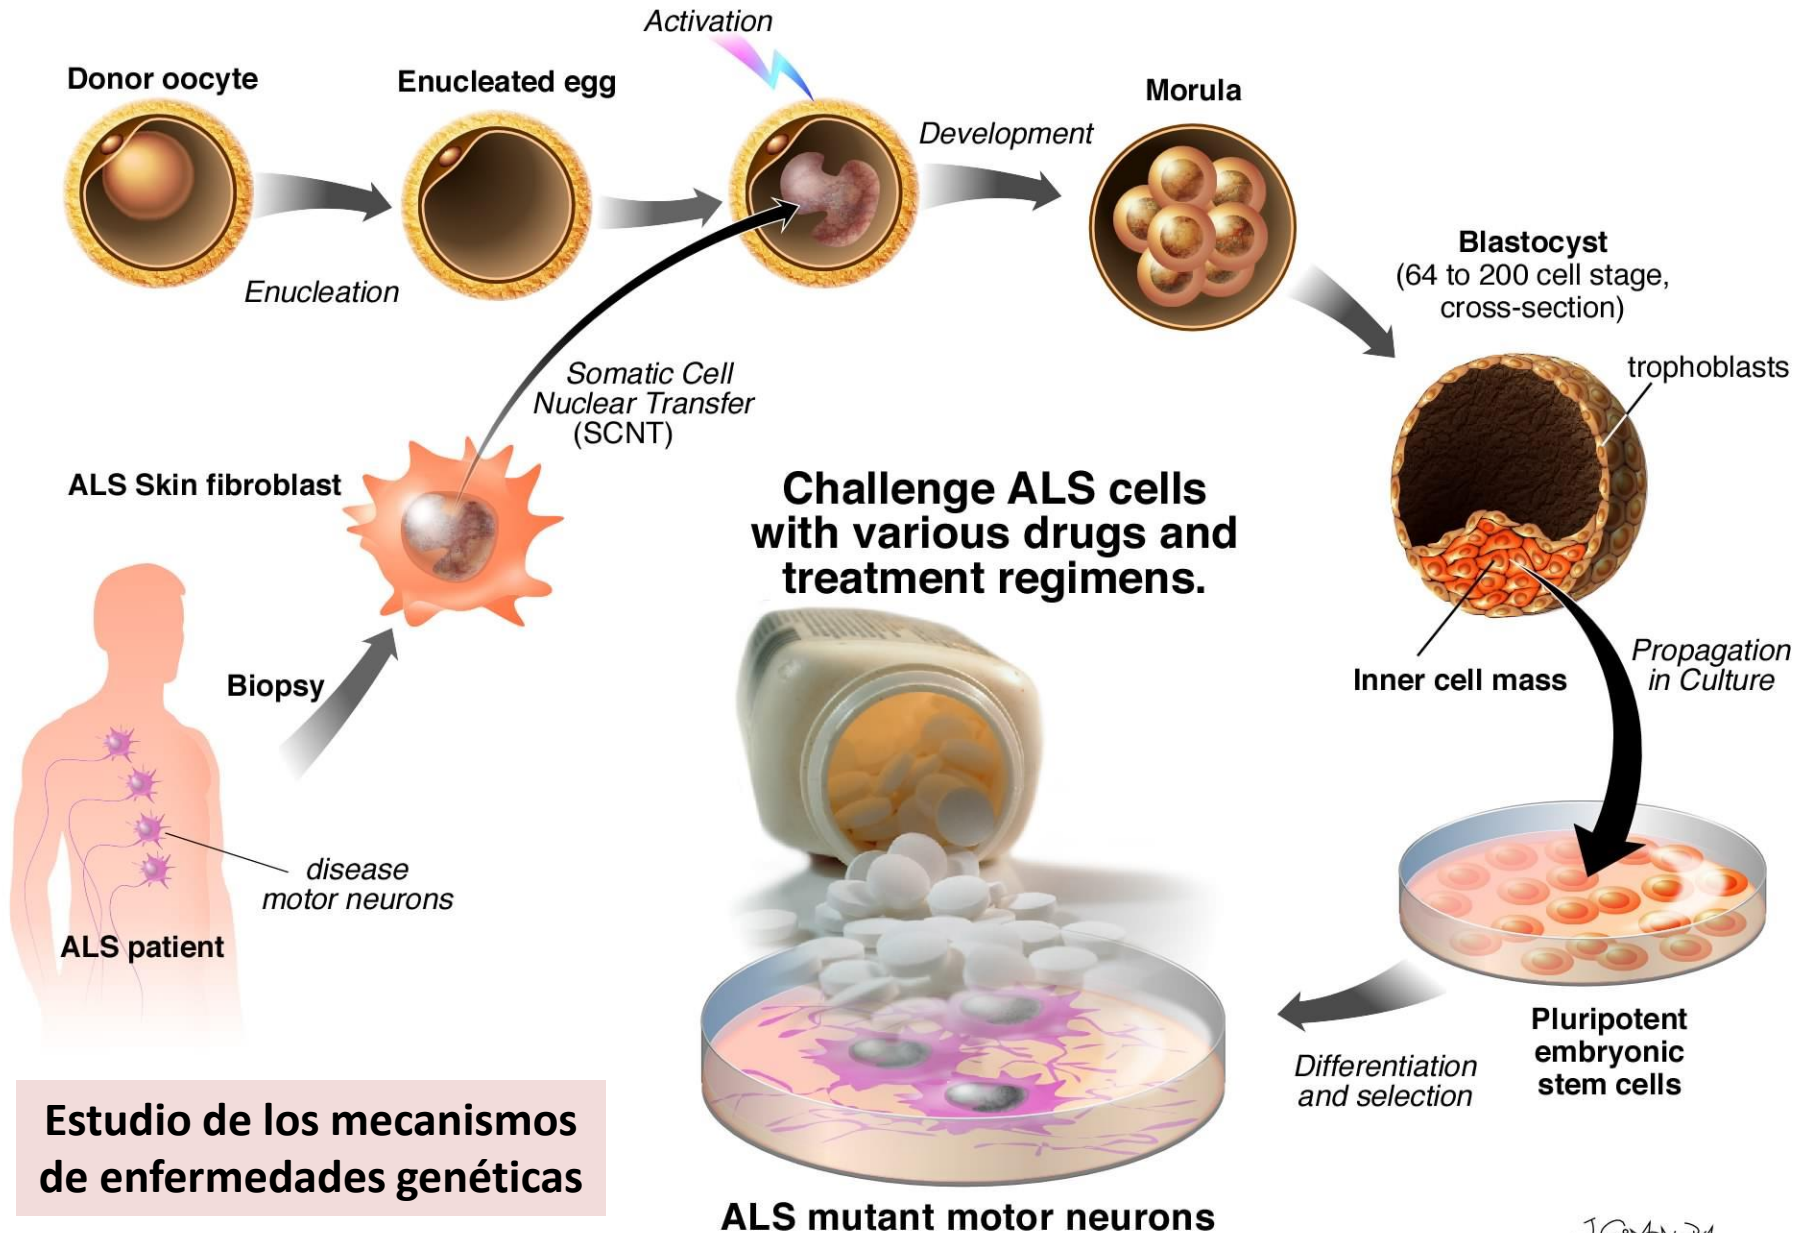 Activation
Donor oocyte
Enucleated egg
Morula
Development
Enucleation
Blastocyst
(64 to 200 cell stage,
cross-section)
trophoblasts
Somatic Cell
Nuclear Transfer
(SCNT)
ALS Skin fibroblast
Challenge ALS cells
with various drugs and
treatment regimens.
Biopsy
Inner cell mass
Propagation
in Culture
disease
motor neurons
ALS patient
Pluripotent
embryonic
stem cells
Differentiation
and selection
Estudio de los mecanismos
de enfermedades genéticas
ALS mutant motor neurons